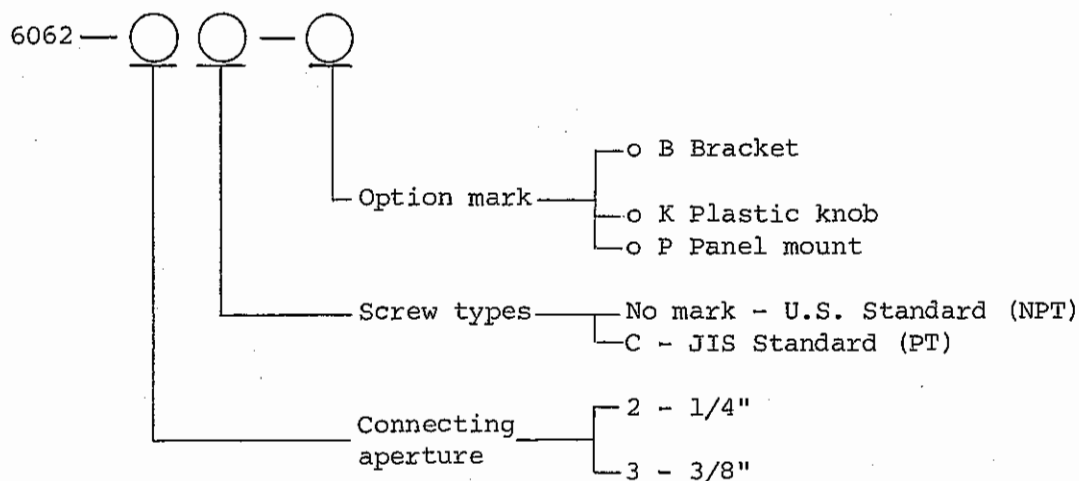 6062 — ○ ○ — ○
o B Bracket
Option mark
o K Plastic knob
o P Panel mount
Screw types
No mark - U.S. Standard (NPT)
C - JIS Standard (PT)
2 - 1/4"
Connecting
aperture
3 - 3/8"